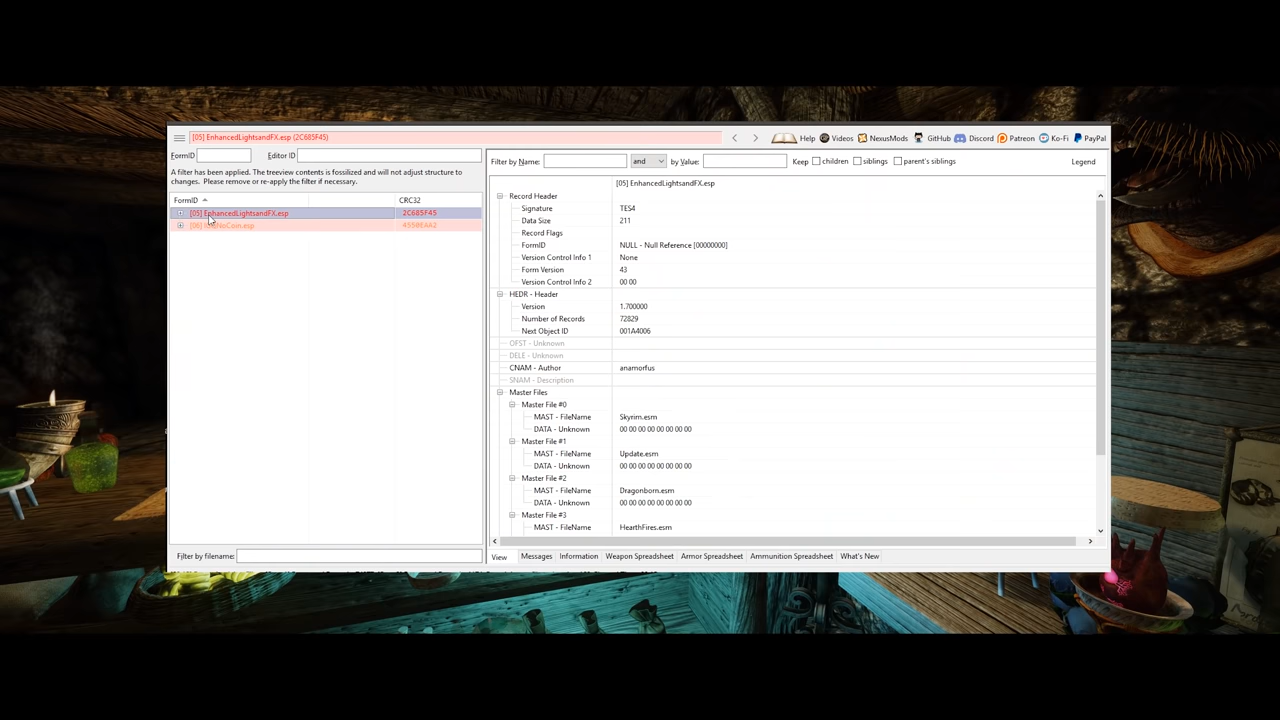 [05] EnhancedLightsandFX.esp (2C685F45)
Help Videos NexusMods GitHub Discord Patreon Ko-Fi PayPal
FormID Editor ID
Filter by Name: and by Value: Keep children siblings parent's siblings Legend
A filter has been applied. The treeview contents is fossilized and will not adjust structure to
changes. Please remove or re-apply the filter if necessary.
FormID CRC32
[05] EnhancedLightsandFX.esp 2C685F45
[06] 4550EAA2
[05] EnhancedLightsandFX.esp
Record Header
Signature TES4
Data Size 211
Record Flags
FormID NULL - Null Reference [00000000]
Version Control Info 1 None
Form Version 43
Version Control Info 2 00 00
HEDR - Header
Version 1.700000
Number of Records 72829
Next Object ID 001A4006
OFST - Unknown
DELE - Unknown
CNAM - Author anamorfus
SNAM - Description
Master Files
Master File #0
MAST - FileName Skyrim.esm
DATA - Unknown 00 00 00 00 00 00 00 00
Master File #1
MAST - FileName Update.esm
DATA - Unknown 00 00 00 00 00 00 00 00
Master File #2
MAST - FileName Dragonborn.esm
DATA - Unknown 00 00 00 00 00 00 00 00
Master File #3
MAST - FileName HearthFires.esm
Filter by filename:
View Messages Information Weapon Spreadsheet Armor Spreadsheet Ammunition Spreadsheet What's New